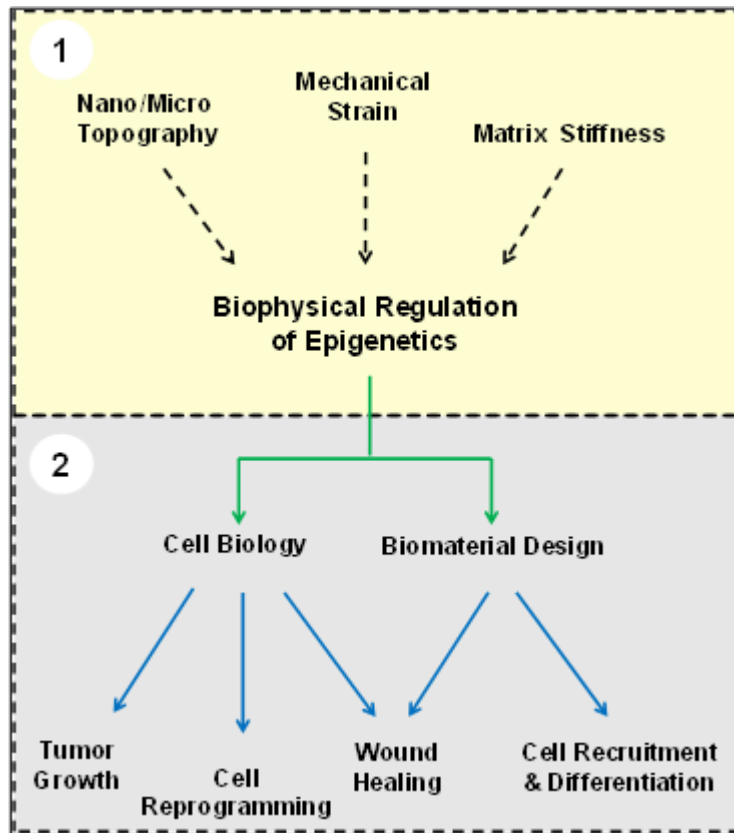 1
Nano/Micro
Topography
Mechanical
Strain
Matrix Stiffness
Biophysical Regulation
of Epigenetics
2
Cell Biology
Biomaterial Design
Tumor
Growth
Cell
Reprogramming
Wound
Healing
Cell Recruitment
& Differentiation